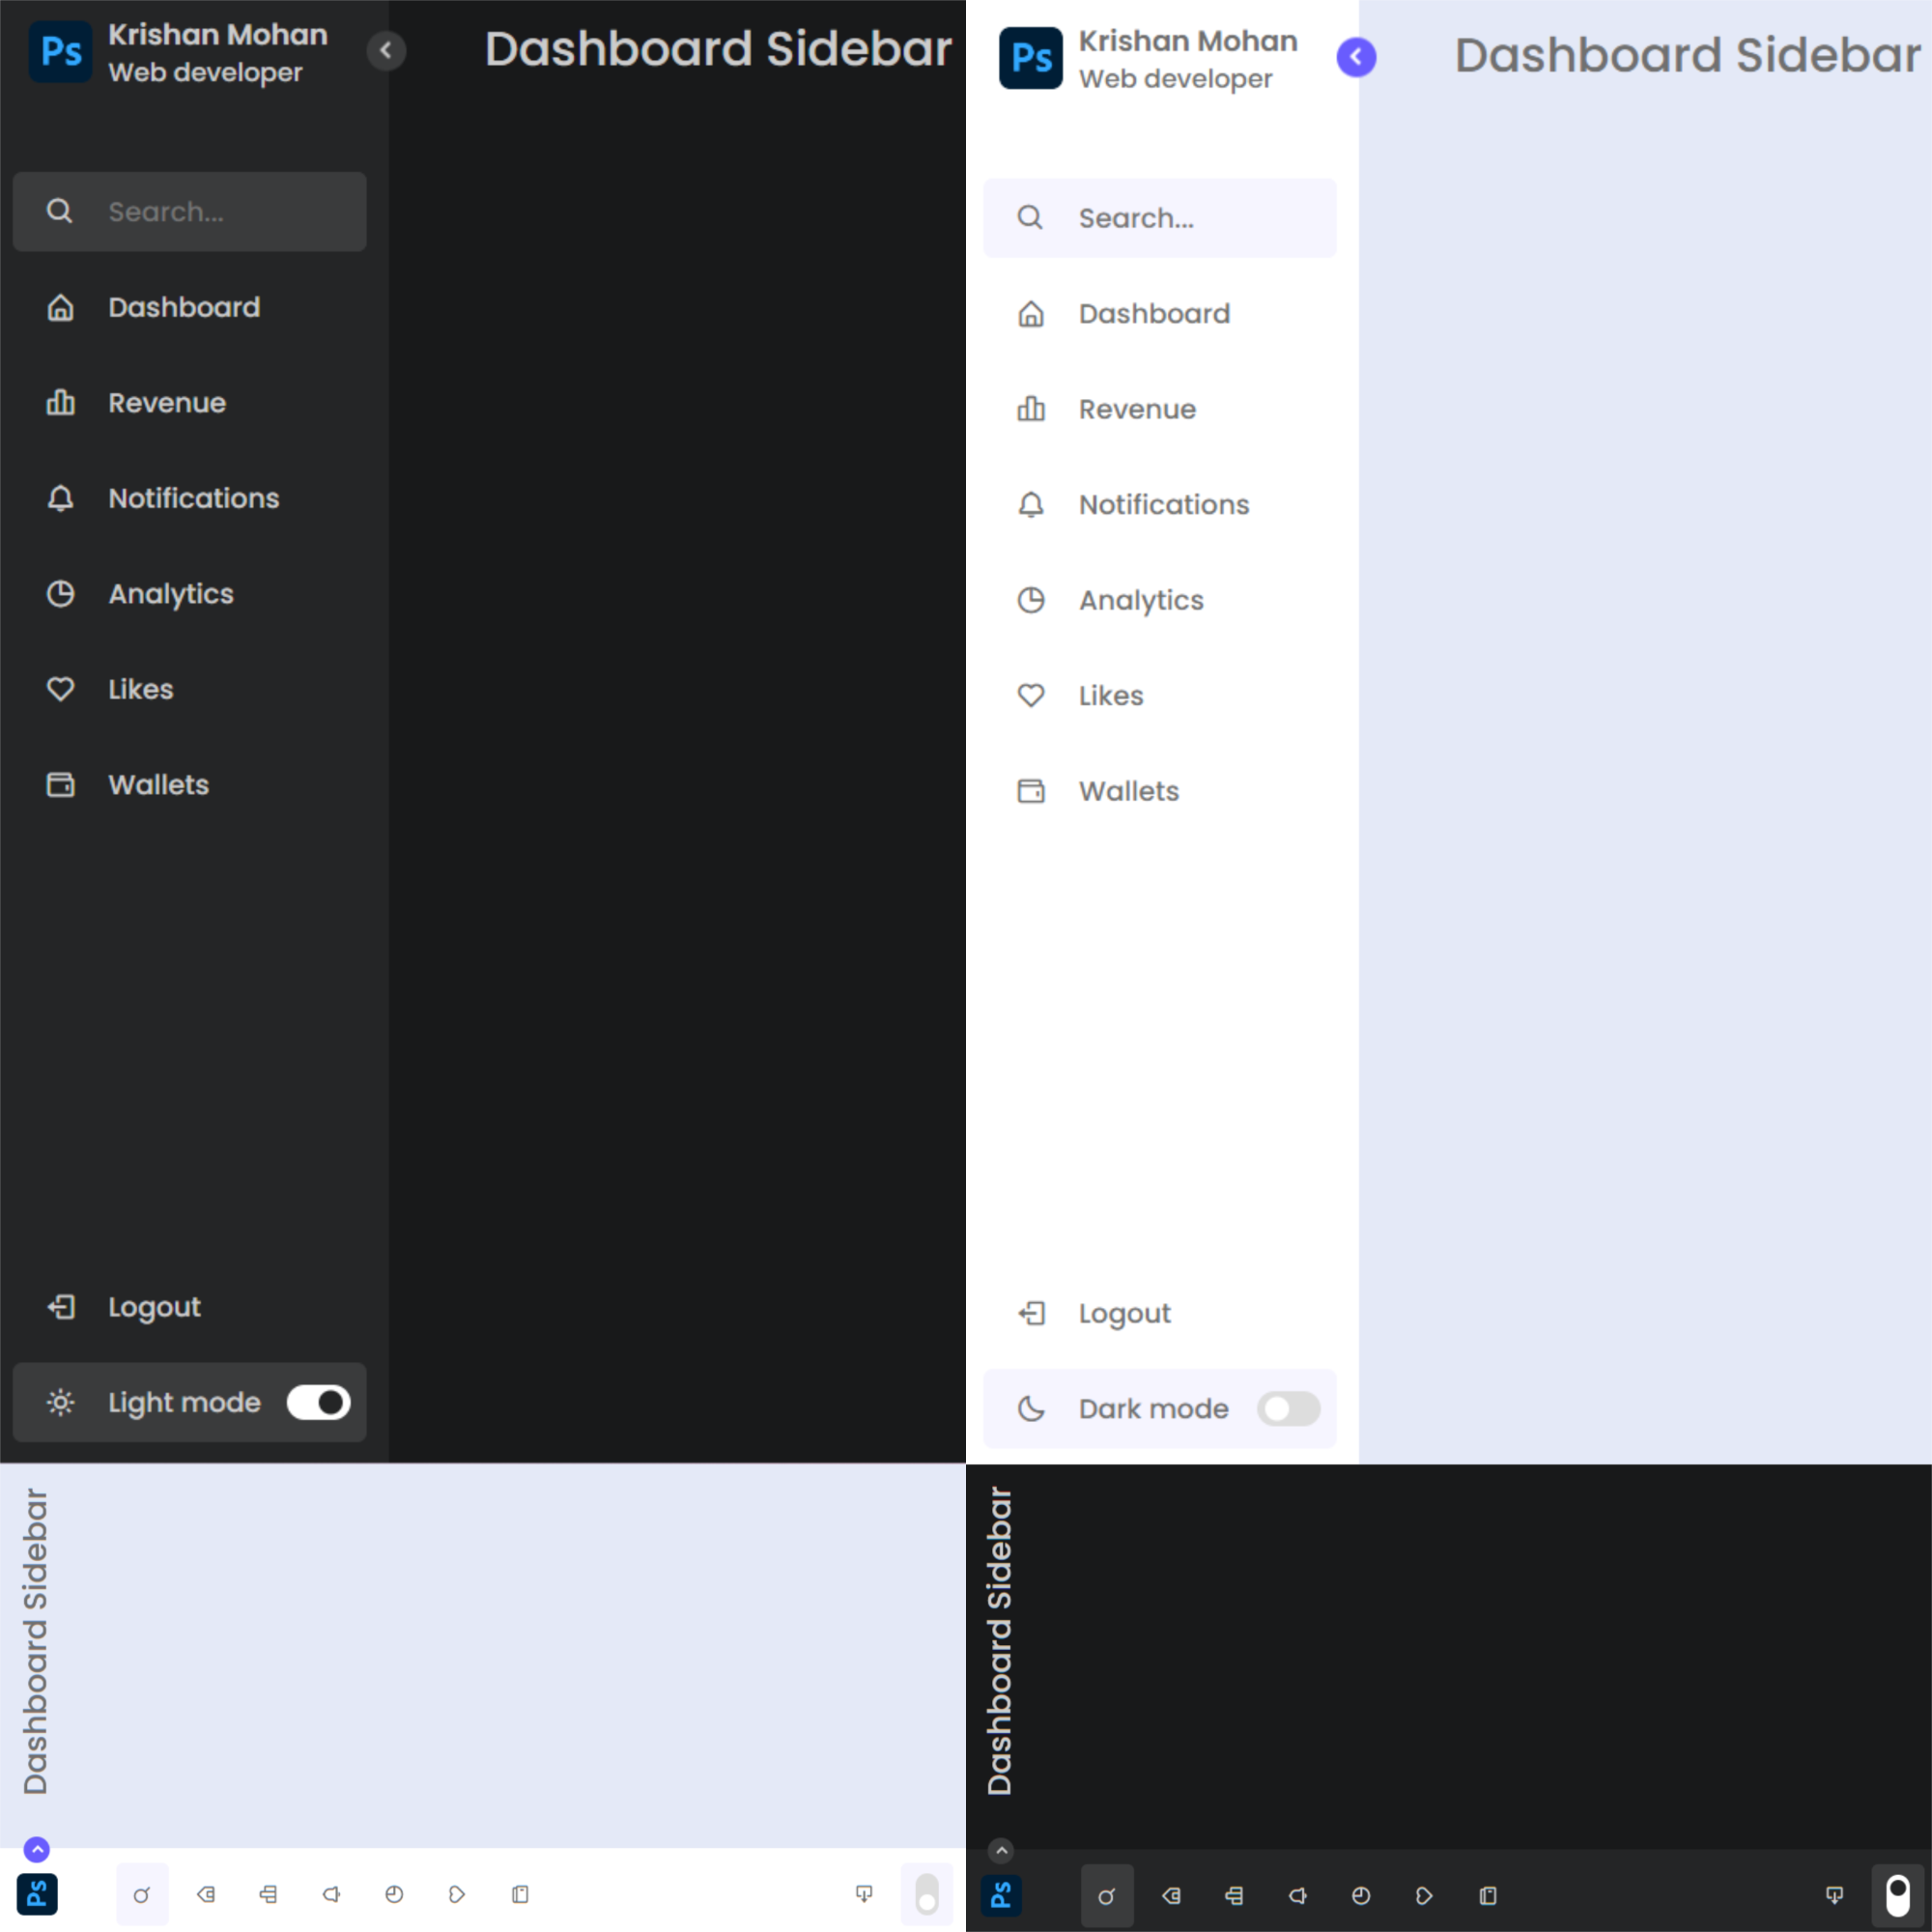 Ps
Krishan Mohan
Web developer
Dashboard Sidebar
Search...
Dashboard
Revenue
Notifications
Analytics
Likes
Wallets
Logout
Light mode
Ps
Krishan Mohan
Web developer
Dashboard Sidebar
Search...
Dashboard
Revenue
Notifications
Analytics
Likes
Wallets
Logout
Dark mode
Dashboard Sidebar
Ps
Dashboard Sidebar
Ps